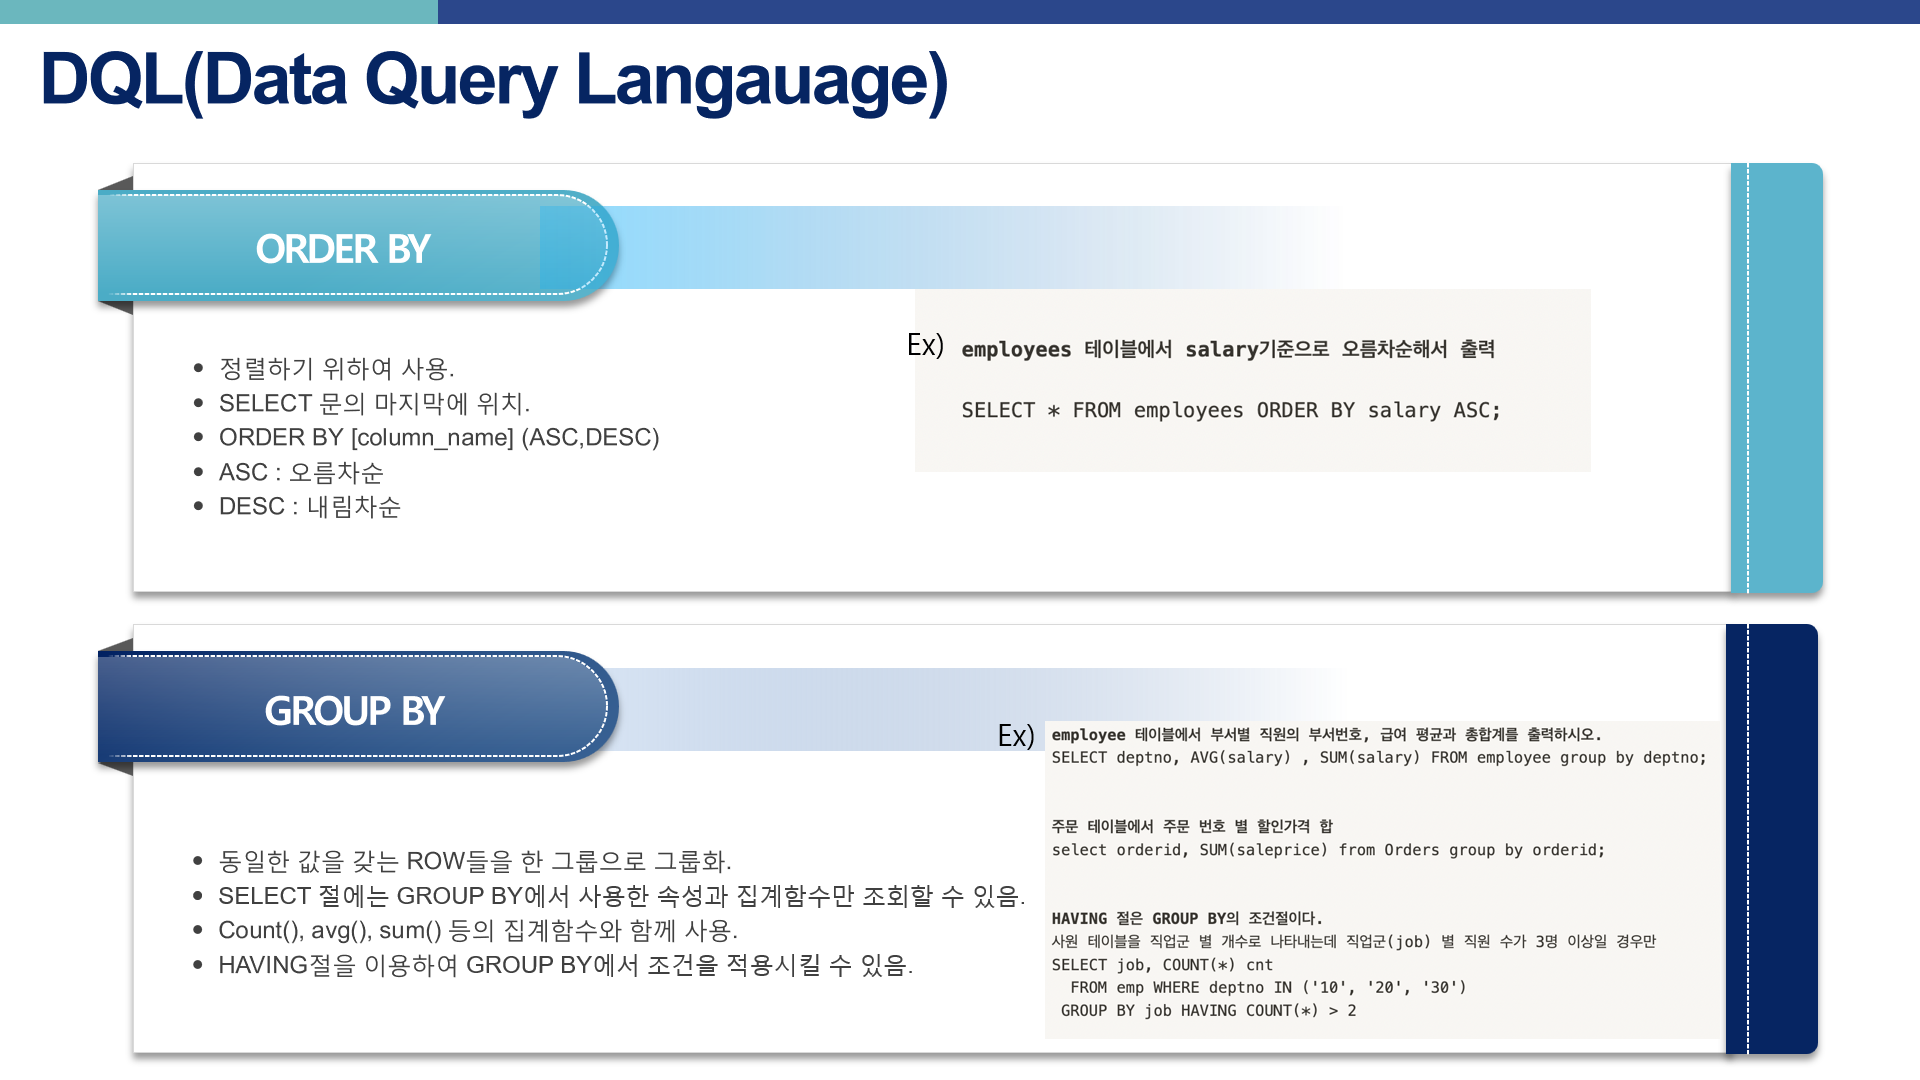 DQL(Data Query Langauage)
ORDER BY
• 정렬하기 위하여 사용.
• SELECT 문의 마지막에 위치.
• ORDER BY [column_name] (ASC,DESC)
• ASC : 오름차순
• DESC : 내림차순
Ex)
employees 테이블에서 salary기준으로 오름차순해서 출력
SELECT * FROM employees ORDER BY salary ASC;
GROUP BY
• 동일한 값을 갖는 ROW들을 한 그룹으로 그룹화.
• SELECT 절에는 GROUP BY에서 사용한 속성과 집계함수만 조회할 수 있음.
• Count(), avg(), sum() 등의 집계함수와 함께 사용.
• HAVING절을 이용하여 GROUP BY에서 조건을 적용시킬 수 있음.
Ex)
employee 테이블에서 부서별 직원의 부서번호, 급여 평균과 총합계를 출력하시오.
SELECT deptno, AVG(salary) , SUM(salary) FROM employee group by deptno;
주문 테이블에서 주문 번호 별 할인가격 합
select orderid, SUM(saleprice) from Orders group by orderid;
HAVING 절은 GROUP BY의 조건절이다.
사원 테이블을 직업군 별 개수로 나타내는데 직업군(job) 별 직원 수가 3명 이상일 경우만
SELECT job, COUNT(*) cnt
FROM emp WHERE deptno IN ('10', '20', '30')
GROUP BY job HAVING COUNT(*) > 2